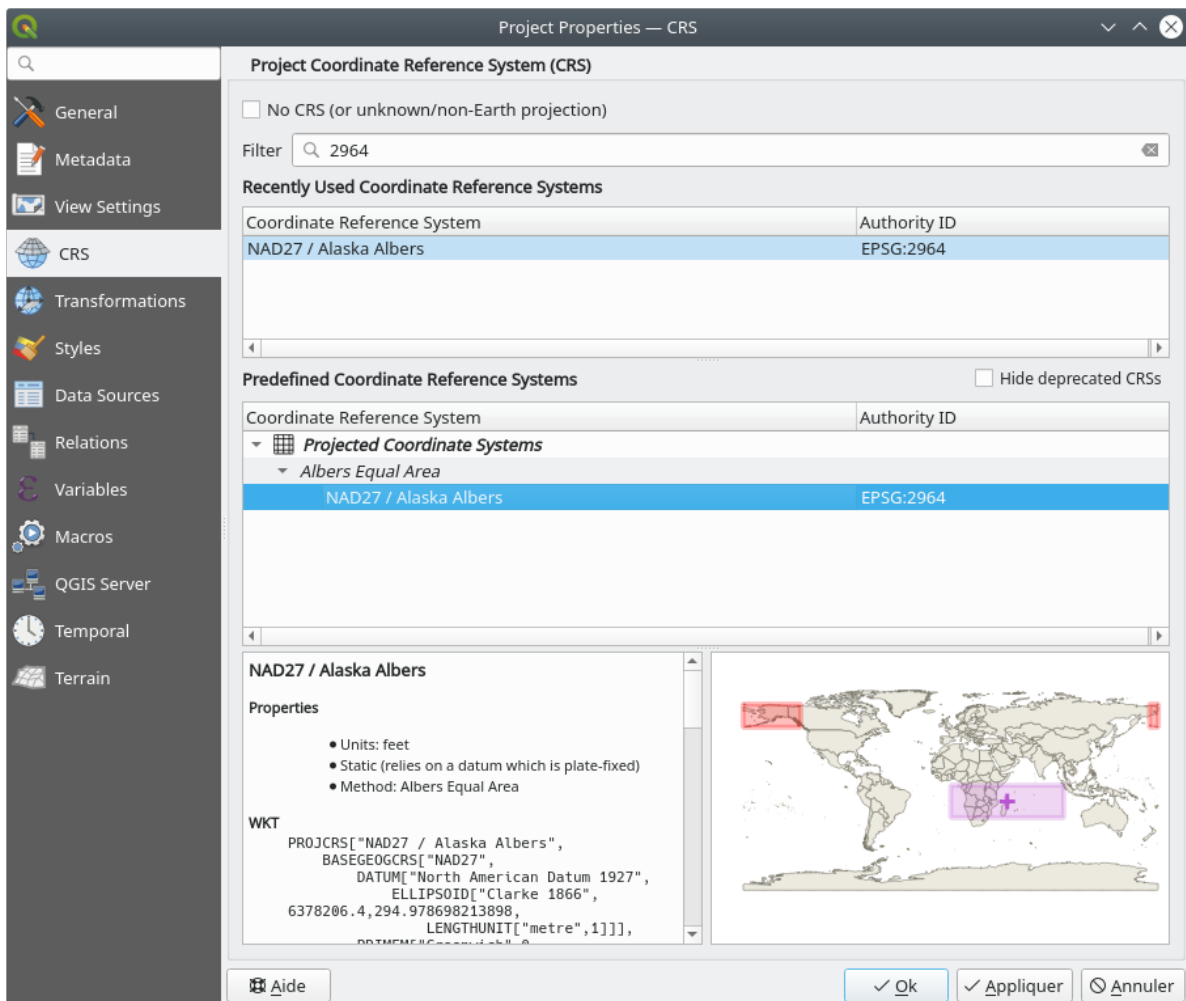 Project Properties — CRS
Project Coordinate Reference System (CRS)
General
Metadata
View Settings
CRS
Transformations
Styles
Data Sources
Relations
Variables
Macros
QGIS Server
Temporal
Terrain
No CRS (or unknown/non-Earth projection)
Filter 2964
Recently Used Coordinate Reference Systems
Coordinate Reference System Authority ID
NAD27 / Alaska Albers EPSG:2964
Predefined Coordinate Reference Systems Hide deprecated CRSs
Coordinate Reference System Authority ID
Projected Coordinate Systems
Albers Equal Area
NAD27 / Alaska Albers EPSG:2964
NAD27 / Alaska Albers
Properties
• Units: feet
• Static (relies on a datum which is plate-fixed)
• Method: Albers Equal Area
WKT
PROJCRS["NAD27 / Alaska Albers",
BASEGEOGCRS["NAD27",
DATUM["North American Datum 1927",
ELLIPSOID["Clarke 1866",
6378206.4,294.978698213898,
LENGTHUNIT["metre",1]]],
PRIMEM["Greenwich",0,
Aide
Ok
Appliquer
Annuler